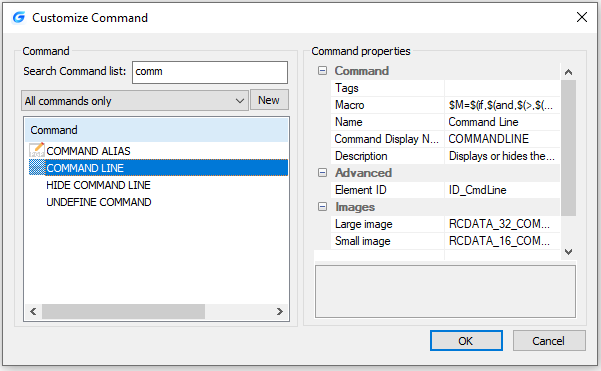 Customize Command
Command
Search Command list: comm
All commands only New
Command
COMMAND ALIAS
COMMAND LINE
HIDE COMMAND LINE
UNDEFINE COMMAND
Command properties
Command
Tags
Macro $M=$(if,$(and,$(>,$(...
Name Command Line
Command Display N... COMMANDLINE
Description Displays or hides the...
Advanced
Element ID ID_CmdLine
Images
Large image RCDATA_32_COM...
Small image RCDATA_16_COM...
OK Cancel